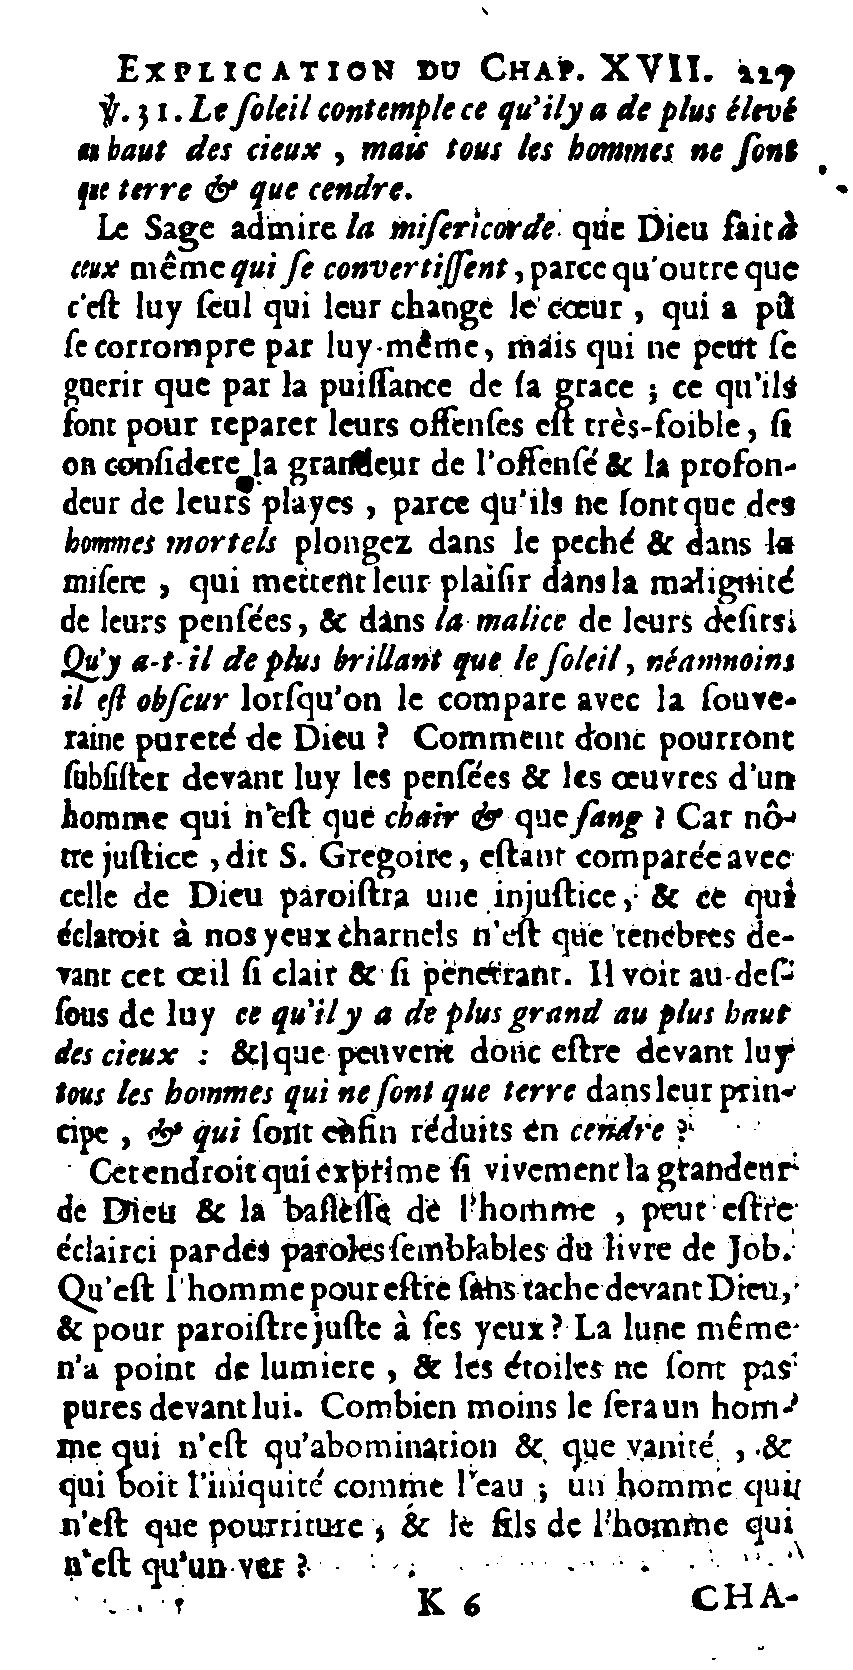 EXPLICATION DU CHAP. XVII. 227
℣. 31. Le ſoleil contemple ce qu'il y a de plus élevé
au haut des cieux, mais tous les hommes ne ſont
que terre & que cendre.
Le Sage admire la miſericorde que Dieu fait à
ceux même qui ſe convertiſſent, parce qu'outre que
c'eſt luy ſeul qui leur change le cœur, qui a pû
ſe corrompre par luy-même, mais qui ne peut ſe
guerir que par la puiſſance de ſa grace ; ce qu'ils
font pour reparer leurs offenſes eſt très-foible, ſi
on conſidere la grandeur de l'offenſé & la profon-
deur de leurs playes, parce qu'ils ne ſont que des
hommes mortels plongez dans le peché & dans la
miſere, qui mettent leur plaiſir dans la malignité
de leurs penſées, & dans la malice de leurs deſirs.
Qu'y a-t-il de plus brillant que le ſoleil, néanmoins
il eſt obſcur lorſqu'on le compare avec la ſouve-
raine pureté de Dieu ? Comment donc pourront
ſubſiſter devant luy les penſées & les œuvres d'un
homme qui n'eſt que chair & que ſang ? Car nô-
tre juſtice, dit S. Gregoire, eſtant comparée avec
celle de Dieu paroiſtra une injuſtice, & ce qui
éclatoit à nos yeux charnels n'eſt que tenebres de-
vant cet œil ſi clair & ſi penetrant. Il voit au-deſ-
ſous de luy ce qu'il y a de plus grand au plus haut
des cieux : & que peuvent donc eſtre devant luy
tous les hommes qui ne ſont que terre dans leur prin-
cipe, & qui ſont enfin réduits en cendre ?
Cet endroit qui exprime ſi vivement la grandeur
de Dieu & la baſſeſſe de l'homme, peut eſtre
éclairci par des paroles ſemblables du livre de Job.
Qu'eſt l'homme pour eſtre ſans tache devant Dieu,
& pour paroiſtre juſte à ſes yeux ? La lune même
n'a point de lumiere, & les étoiles ne ſont pas
pures devant lui. Combien moins le ſera un hom-
me qui n'eſt qu'abomination & que vanité, &
qui boit l'iniquité comme l'eau ; un homme qui
n'eſt que pourriture, & le fils de l'homme qui
n'eſt qu'un ver ?
K 6 CHA-